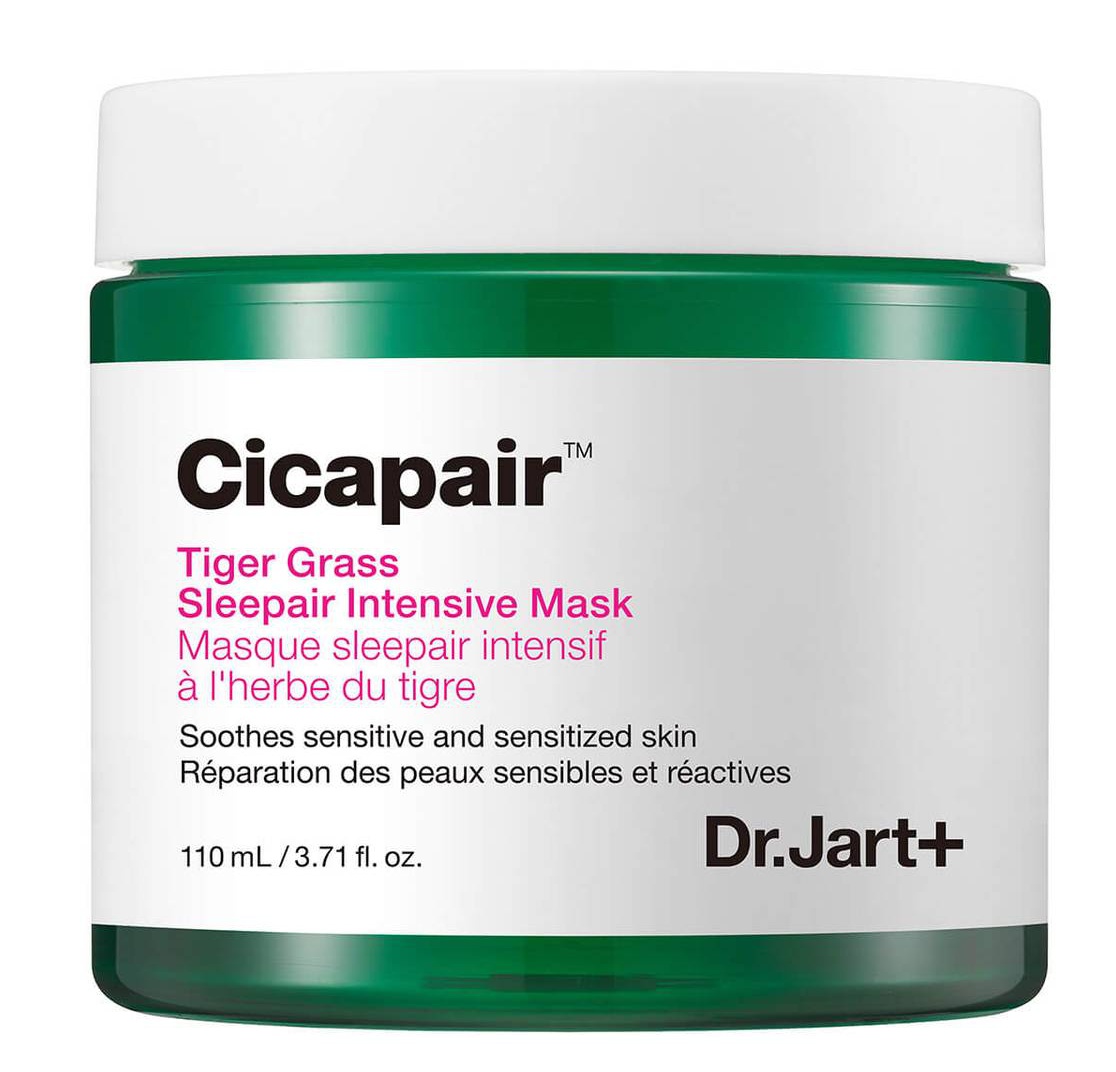 Cicapair™
Tiger Grass
Sleepair Intensive Mask
Masque sleepair intensif
à l'herbe du tigre
Soothes sensitive and sensitized skin
Réparation des peaux sensibles et réactives
110 mL / 3.71 fl. oz.
Dr.Jart+